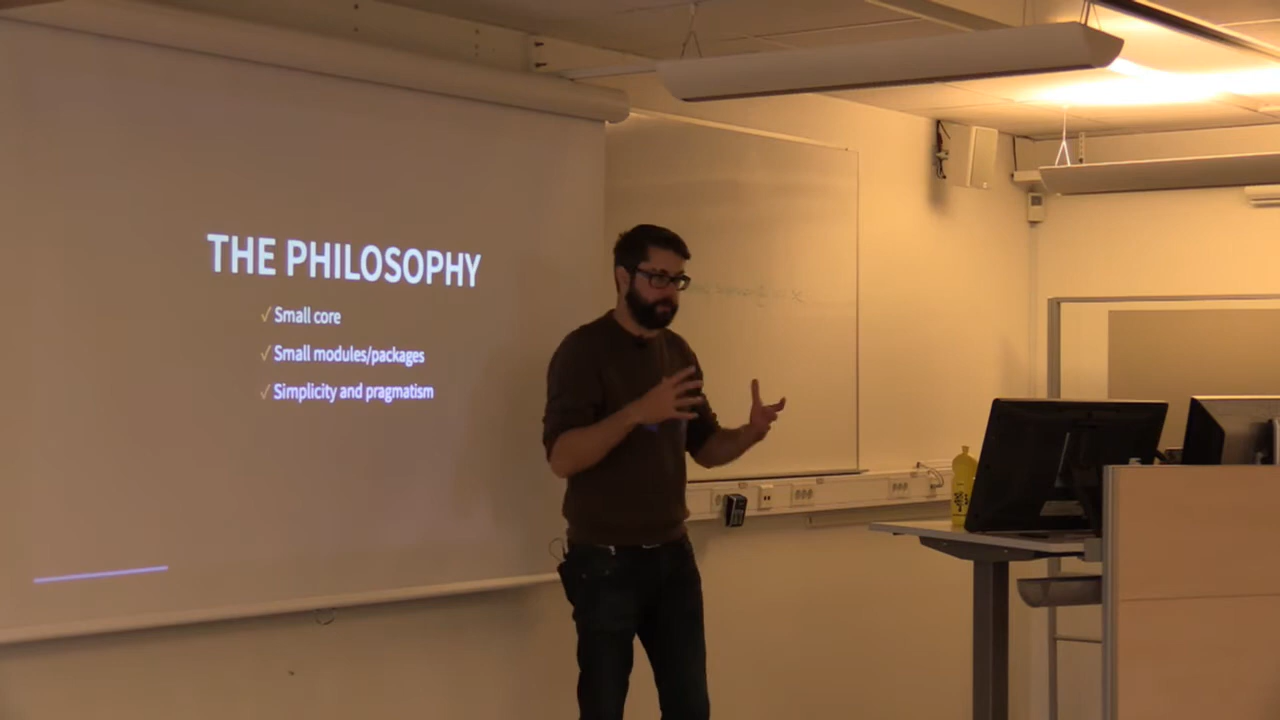 THE PHILOSOPHY
✓ Small core
✓ Small modules/packages
✓ Simplicity and pragmatism